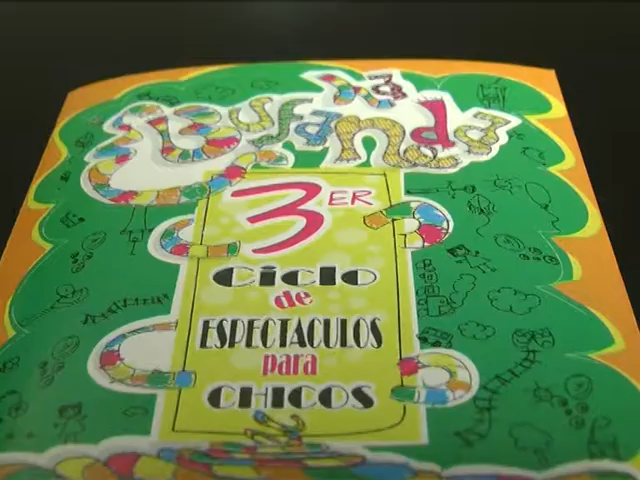 La
Bufanda
3ER
Ciclo
de
ESPECTACULOS
para
CHICOS